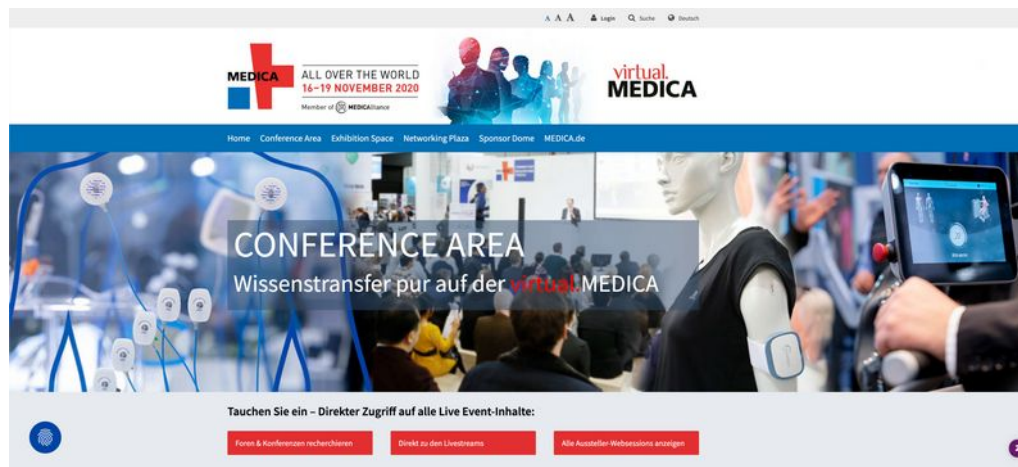 A A A Login Suche Deutsch
MEDICA
ALL OVER THE WORLD
16–19 NOVEMBER 2020
Member of MEDICAlliance
virtual.
MEDICA
Home Conference Area Exhibition Space Networking Plaza Sponsor Dome MEDICA.de
CONFERENCE AREA
Wissenstransfer pur auf der virtual.MEDICA
Tauchen Sie ein – Direkter Zugriff auf alle Live Event-Inhalte:
Foren & Konferenzen recherchieren
Direkt zu den Livestreams
Alle Aussteller-Websessions anzeigen